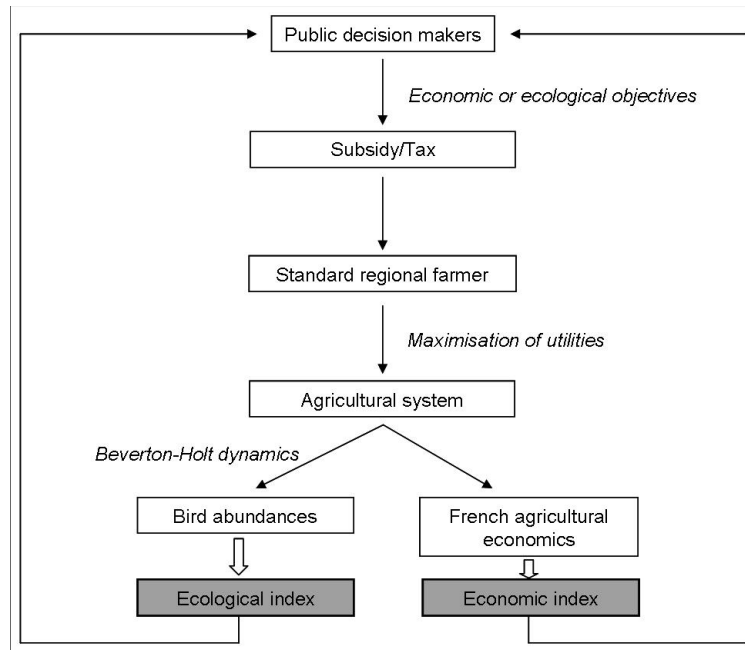 Public decision makers
Economic or ecological objectives
Subsidy/Tax
Standard regional farmer
Maximisation of utilities
Agricultural system
Beverton-Holt dynamics
Bird abundances
French agricultural
economics
Ecological index
Economic index